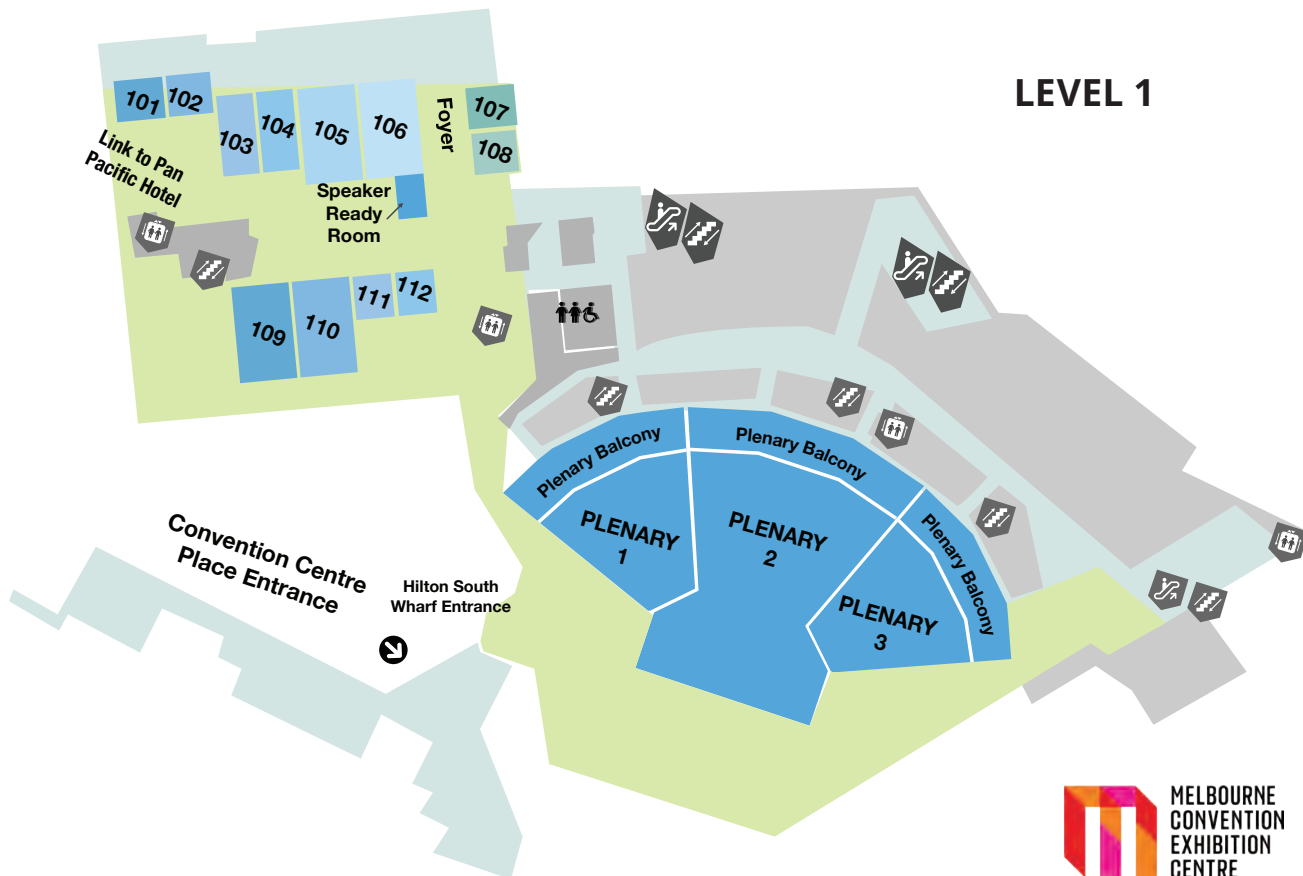 LEVEL 1
101
102
103
104
105
106
Foyer
107
108
Link to Pan
Pacific Hotel
Speaker
Ready
Room
109
110
111
112
Plenary Balcony
Plenary Balcony
Plenary Balcony
PLENARY
1
PLENARY
2
PLENARY
3
Convention Centre
Place Entrance
Hilton South
Wharf Entrance
MELBOURNE
CONVENTION
EXHIBITION
CENTRE